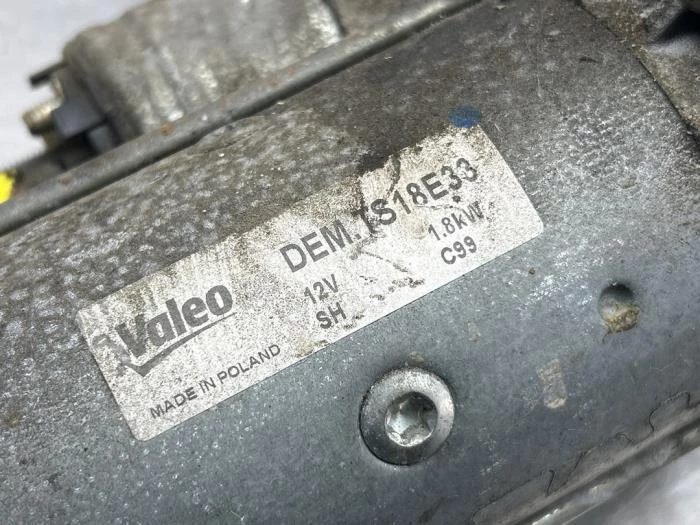 DEM.TS18E33
Valeo 12V 1.8kW
SH C99
MADE IN POLAND